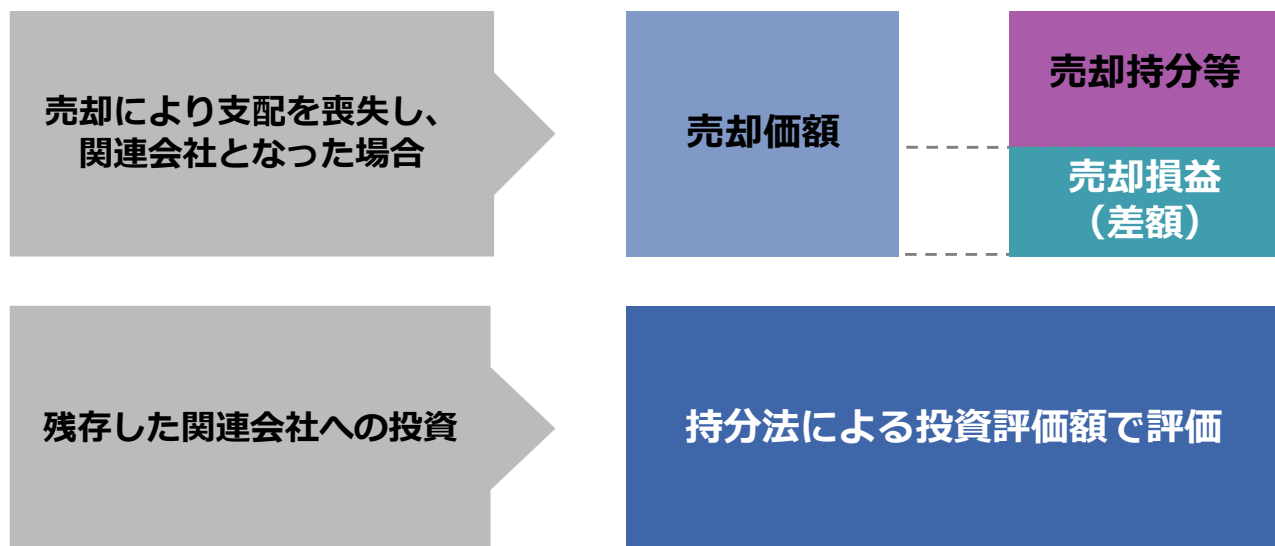 売却により支配を喪失し、
関連会社となった場合
売却価額
売却持分等
売却損益
（差額）
残存した関連会社への投資
持分法による投資評価額で評価